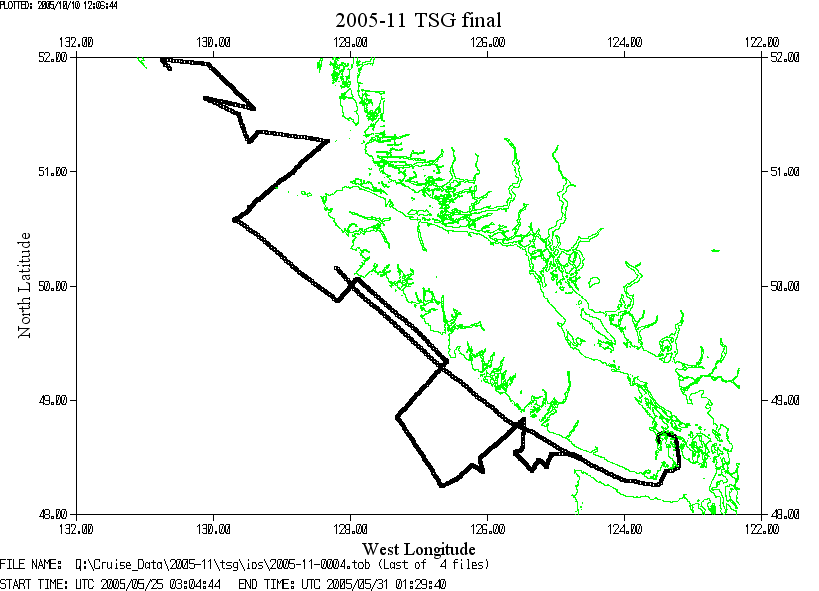 PLOTTED: 2005/10/10 12:06:44
2005-11 TSG final
132.00 130.00 128.00 126.00 124.00 122.00
52.00 52.00
51.00 51.00
50.00 50.00
49.00 49.00
48.00 48.00
North Latitude
132.00 130.00 128.00 126.00 124.00 122.00
West Longitude
FILE NAME: Q:\Cruise_Data\2005-11\tsg\ios\2005-11-0004.tob (Last of 4 files)
START TIME: UTC 2005/05/25 03:04:44 END TIME: UTC 2005/05/31 01:29:40